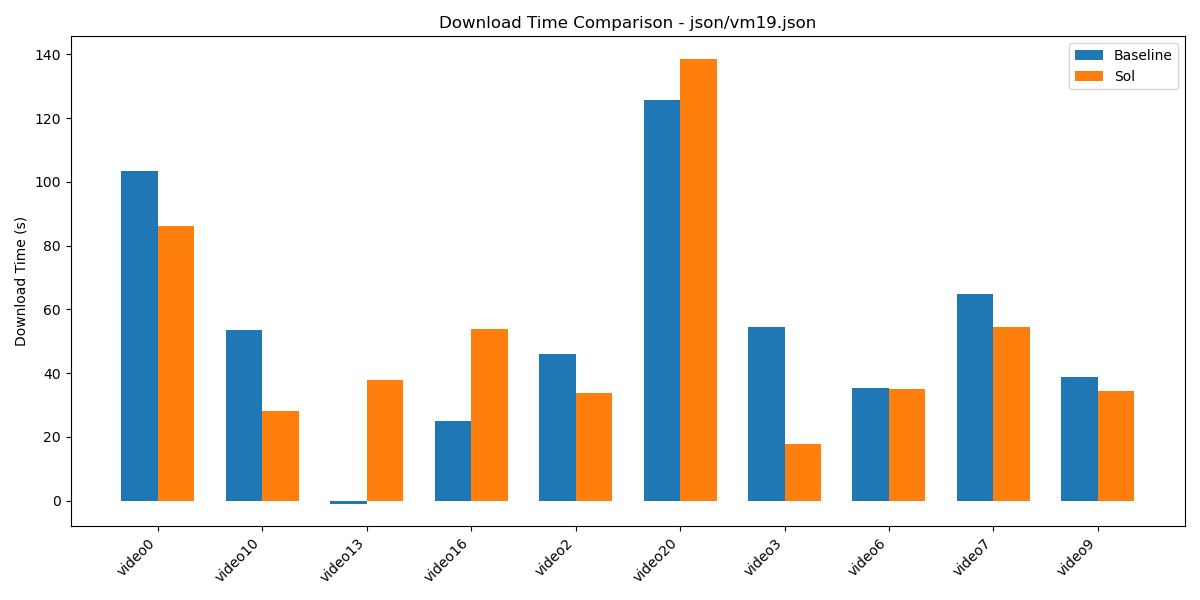 Download Time Comparison - json/vm19.json
Baseline
Sol
Download Time (s)
140
120
100
80
60
40
20
0
video0
video10
video13
video16
video2
video20
video3
video6
video7
video9